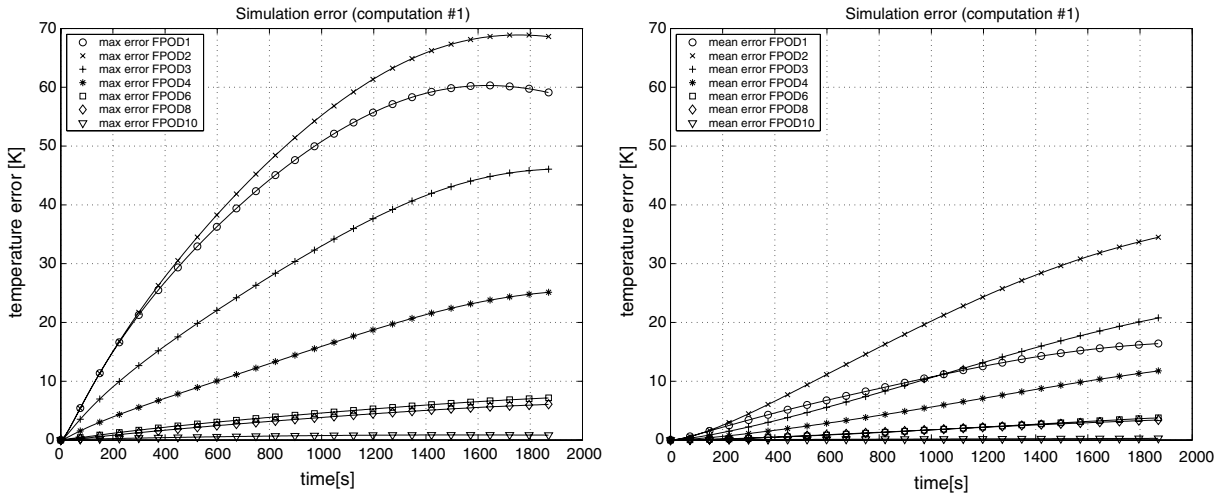 Simulation error (computation #1)
70
60
50
40
30
20
10
0
temperature error [K]
max error FPOD1
max error FPOD2
max error FPOD3
max error FPOD4
max error FPOD6
max error FPOD8
max error FPOD10
0 200 400 600 800 1000 1200 1400 1600 1800 2000
time[s]
Simulation error (computation #1)
70
60
50
40
30
20
10
0
temperature error [K]
mean error FPOD1
mean error FPOD2
mean error FPOD3
mean error FPOD4
mean error FPOD6
mean error FPOD8
mean error FPOD10
0 200 400 600 800 1000 1200 1400 1600 1800 2000
time[s]